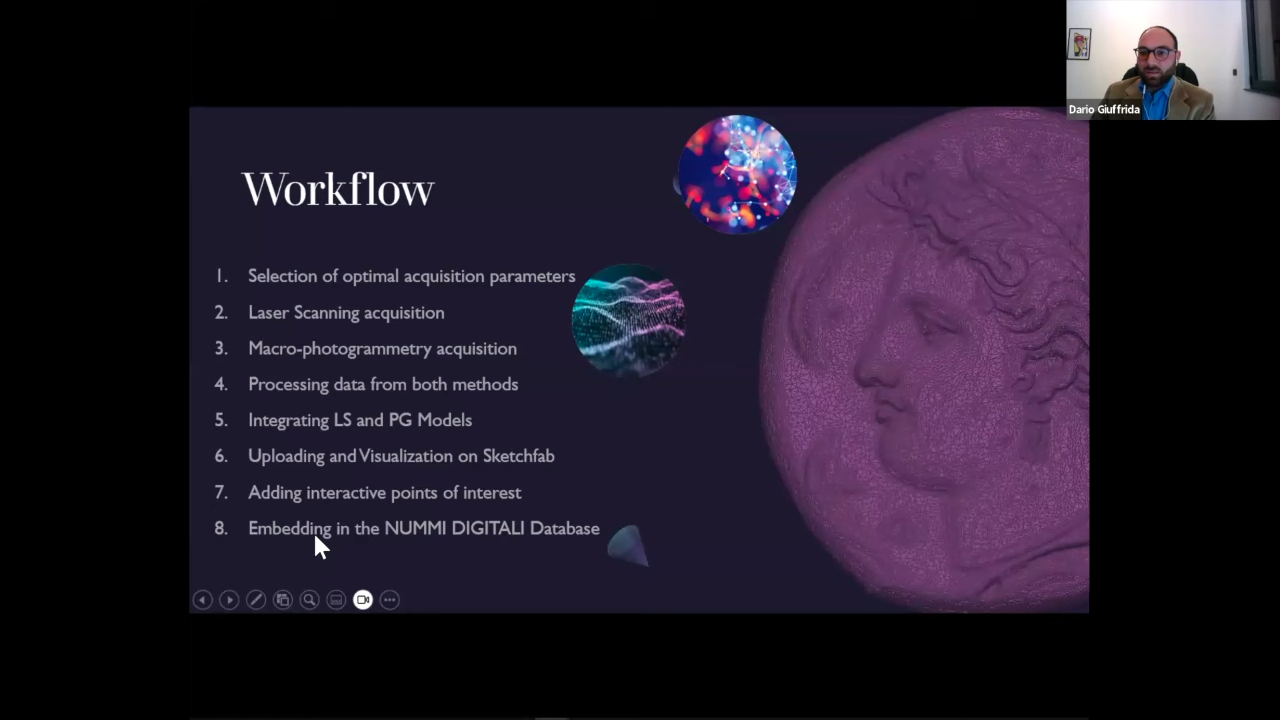 Dario Giuffrida
Workflow
1. Selection of optimal acquisition parameters
2. Laser Scanning acquisition
3. Macro-photogrammetry acquisition
4. Processing data from both methods
5. Integrating LS and PG Models
6. Uploading and Visualization on Sketchfab
7. Adding interactive points of interest
8. Embedding in the NUMMI DIGITALI Database